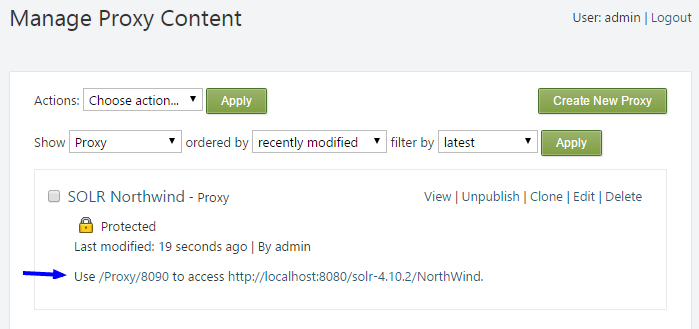 Manage Proxy Content
User: admin | Logout
Actions: Choose action... Apply Create New Proxy
Show Proxy ordered by recently modified filter by latest Apply
SOLR Northwind - Proxy View | Unpublish | Clone | Edit | Delete
Protected
Last modified: 19 seconds ago | By admin
Use /Proxy/8090 to access http://localhost:8080/solr-4.10.2/NorthWind.